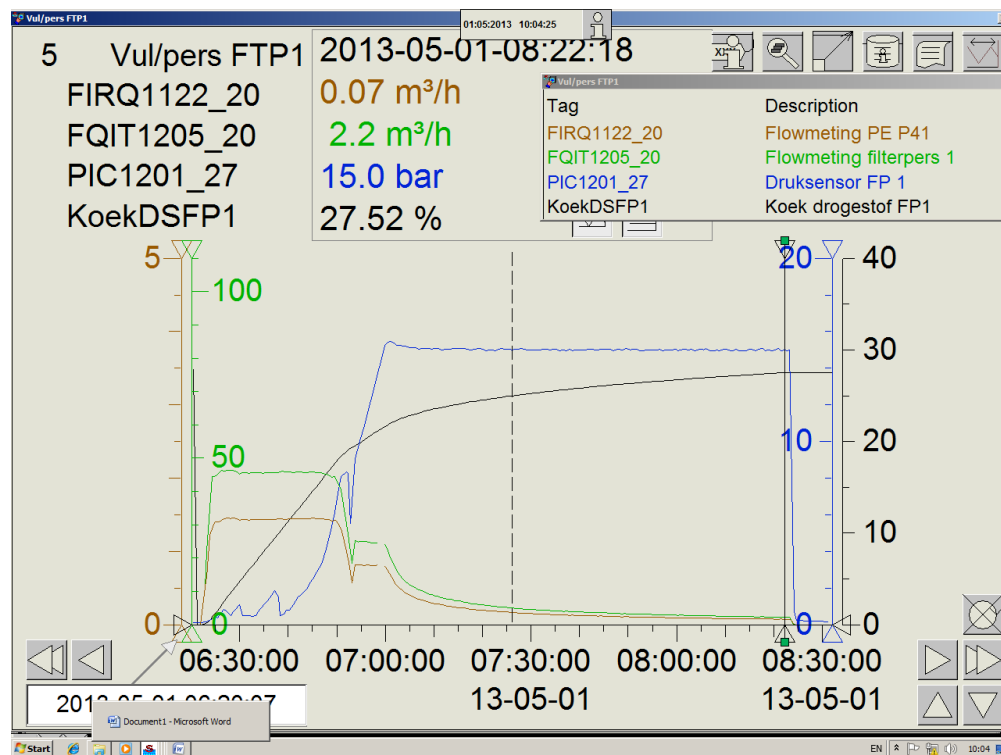 Vul/pers FTP1
01:05:2013 10:04:25
5 Vul/pers FTP1 2013-05-01-08:22:18
FIRQ1122_20 0.07 m³/h
FQIT1205_20 2.2 m³/h
PIC1201_27 15.0 bar
KoekDSFP1 27.52 %
Vul/pers FTP1
Tag Description
FIRQ1122_20 Flowmeting PE P41
FQIT1205_20 Flowmeting filterpers 1
PIC1201_27 Druksensor FP 1
KoekDSFP1 Koek drogestof FP1
5 20 40
100
30
50 10 20
10
0 0 0 0
06:30:00 07:00:00 07:30:00 08:00:00 08:30:00
13-05-01 13-05-01
Document1 - Microsoft Word
Start EN 10:04